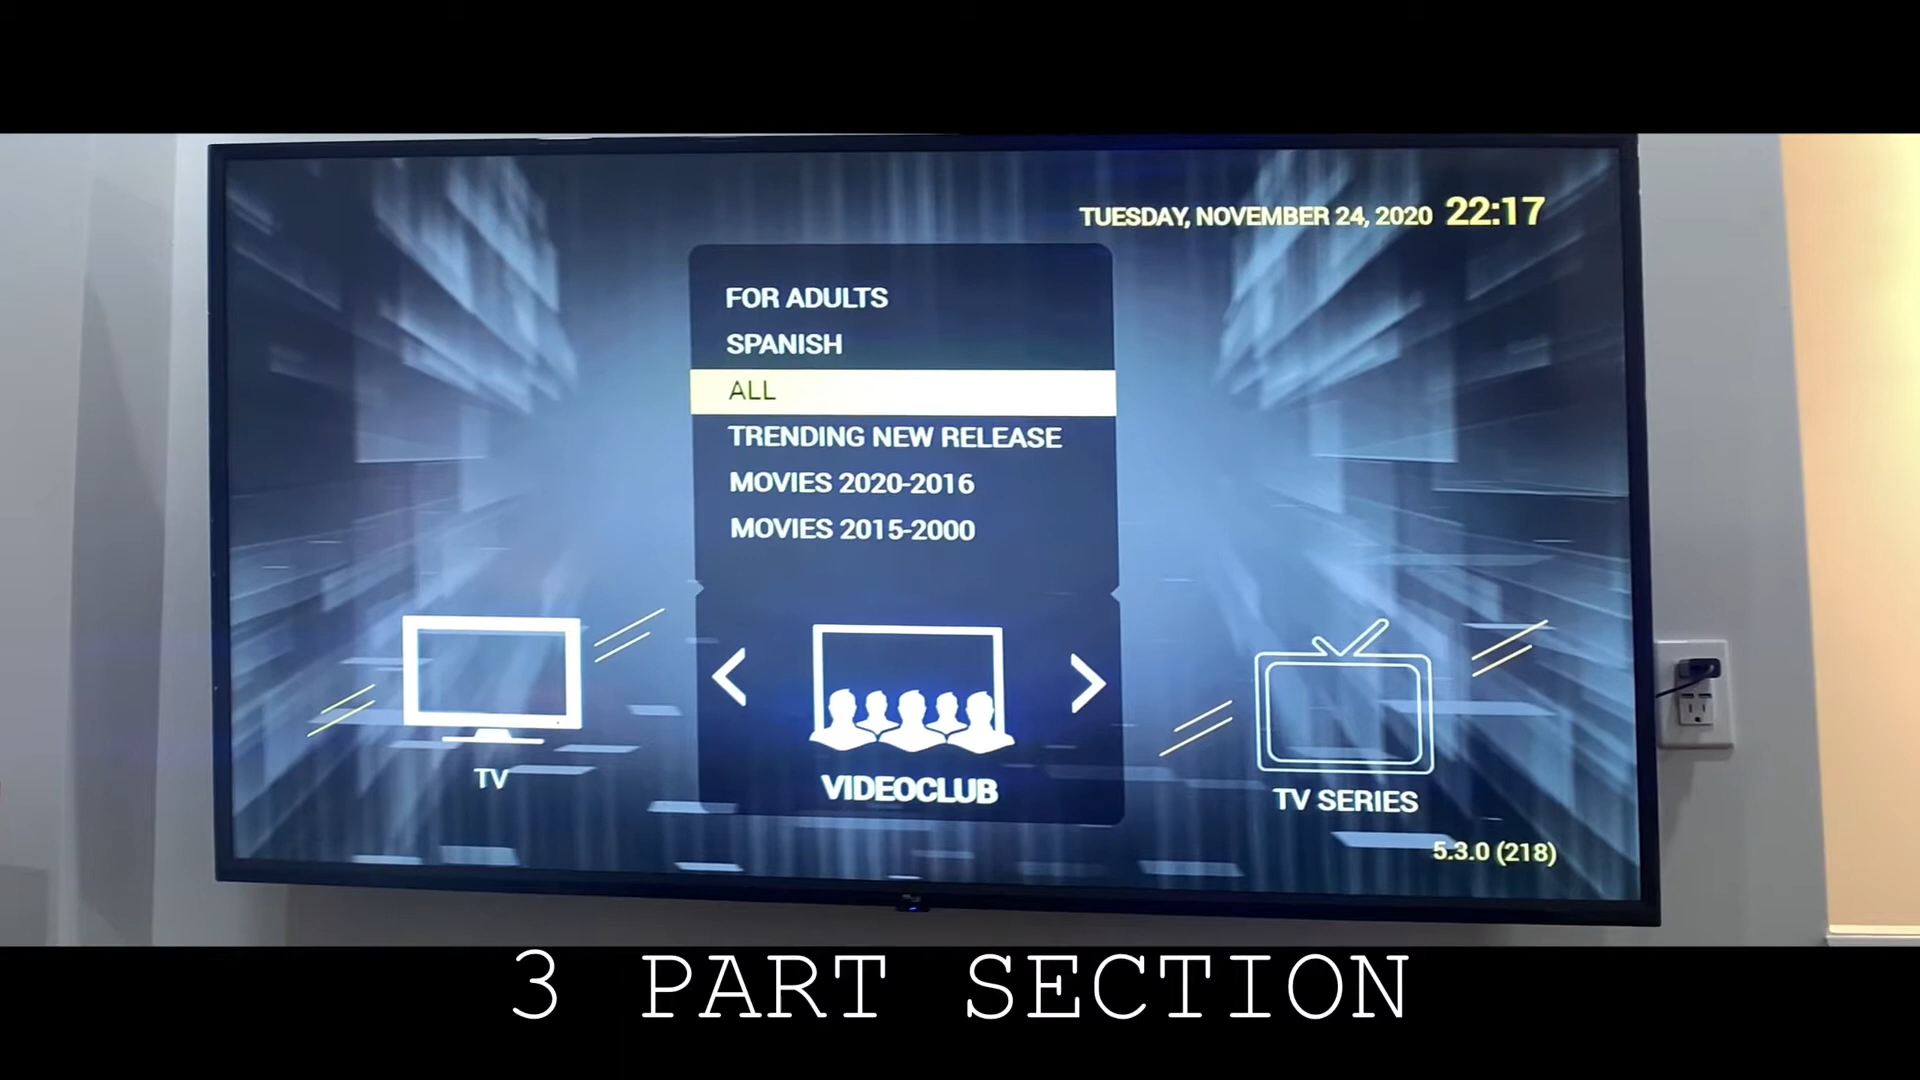 TUESDAY, NOVEMBER 24, 2020 22:17
FOR ADULTS
SPANISH
ALL
TRENDING NEW RELEASE
MOVIES 2020-2016
MOVIES 2015-2000
TV
VIDEOCLUB
TV SERIES
5.3.0 (218)
3 PART SECTION